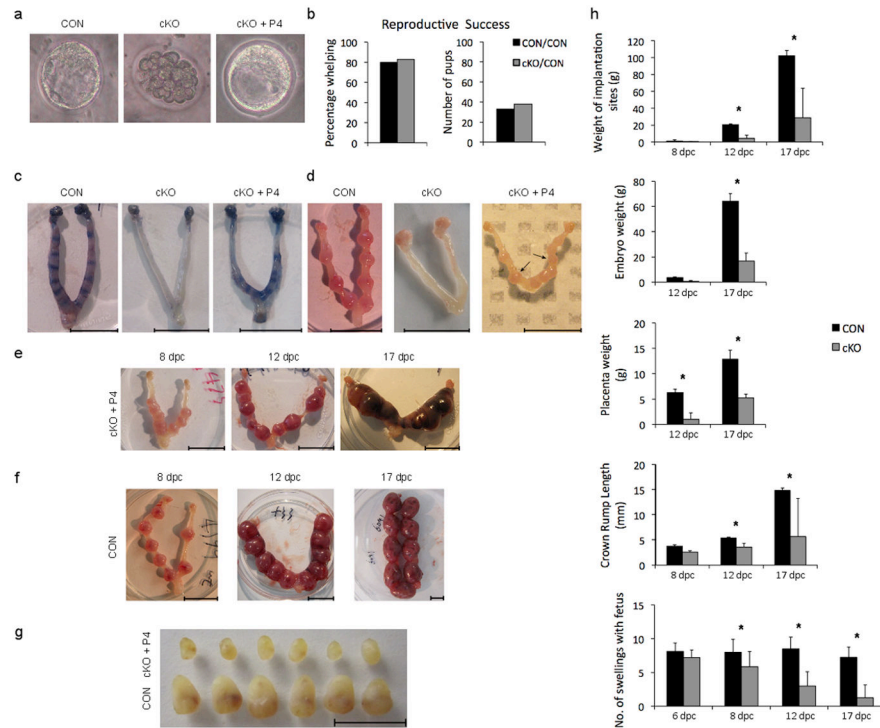 a
CON
cKO
cKO + P4
b
Reproductive Success
Percentage whelping
100
80
60
40
20
0
Number of pups
100
80
60
40
20
0
CON/CON
cKO/CON
c
CON
cKO
cKO + P4
d
CON
cKO
cKO + P4
e
8 dpc
12 dpc
17 dpc
cKO + P4
f
8 dpc
12 dpc
17 dpc
CON
433
g
cKO + P4
CON
h
Weight of implantation sites (g)
120
100
80
60
40
20
0
*
*
8 dpc
12 dpc
17 dpc
Embryo weight (g)
80
60
40
20
0
*
12 dpc
17 dpc
Placenta weight (g)
20
15
10
5
0
*
*
12 dpc
17 dpc
CON
cKO
Crown Rump Length (mm)
20
15
10
5
0
*
*
8 dpc
12 dpc
17 dpc
No. of swellings with fetus
15
10
5
0
*
*
*
6 dpc
8 dpc
12 dpc
17 dpc